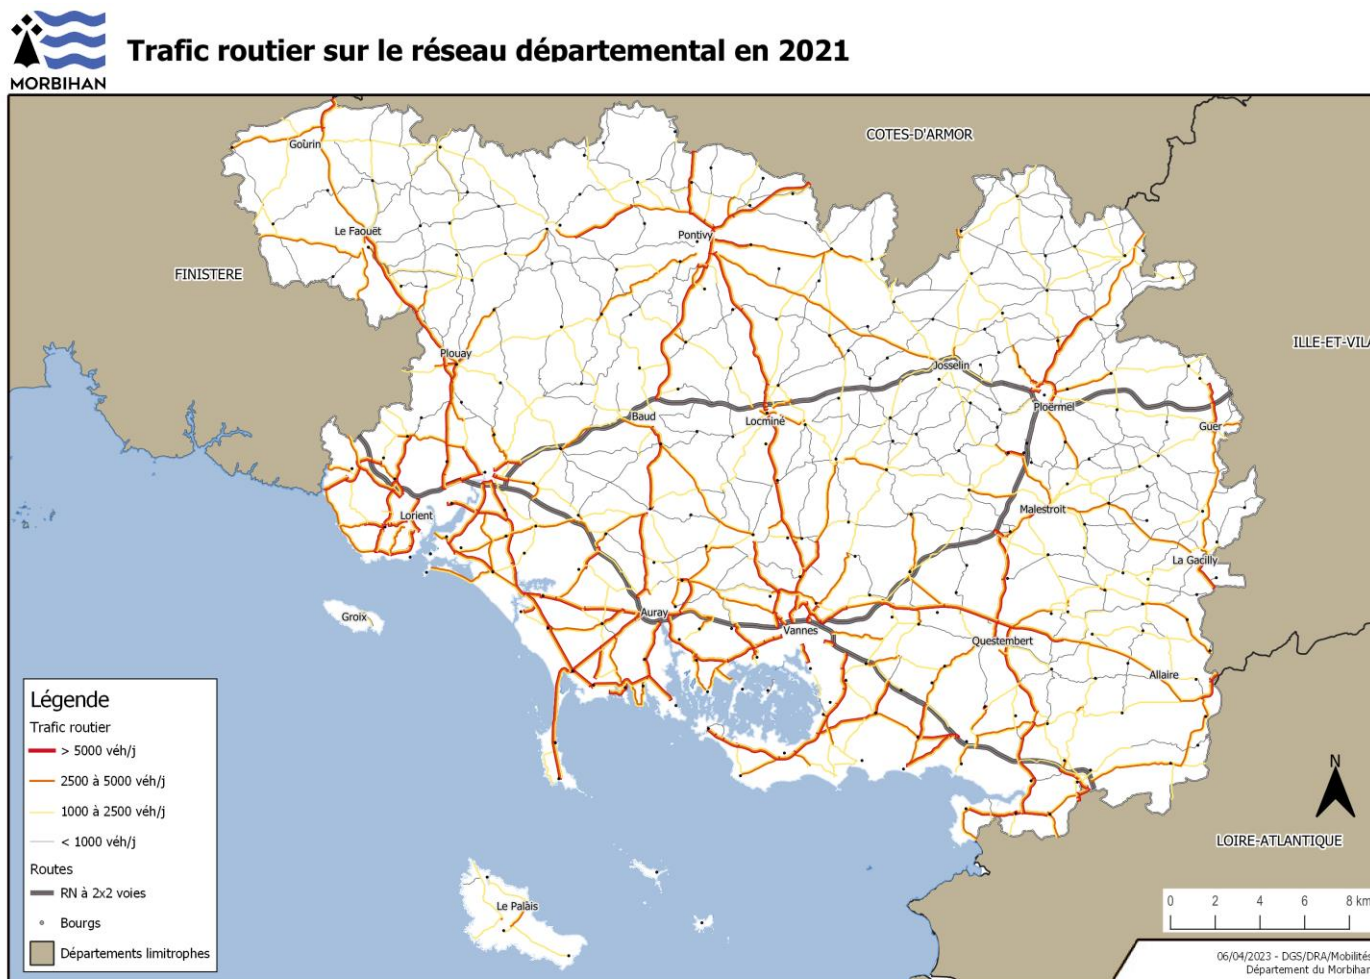 MORBIHAN
Trafic routier sur le réseau départemental en 2021
COTES-D'ARMOR
Gourin
Le Faouët
Pontivy
FINISTERE
ILLE-ET-VILA
Plouay
Josselin
Ploërmel
Baud
Locminé
Guer
Lorient
Malestroit
La Gacilly
Groix
Auray
Vannes
Questembert
Allaire
Légende
Trafic routier
> 5000 véh/j
2500 à 5000 véh/j
1000 à 2500 véh/j
< 1000 véh/j
Routes
RN à 2x2 voies
Bourgs
Départements limitrophes
Le Palais
N
LOIRE-ATLANTIQUE
0 2 4 6 8 km
06/04/2023 - DGS/DRA/Mobilités
Département du Morbihan